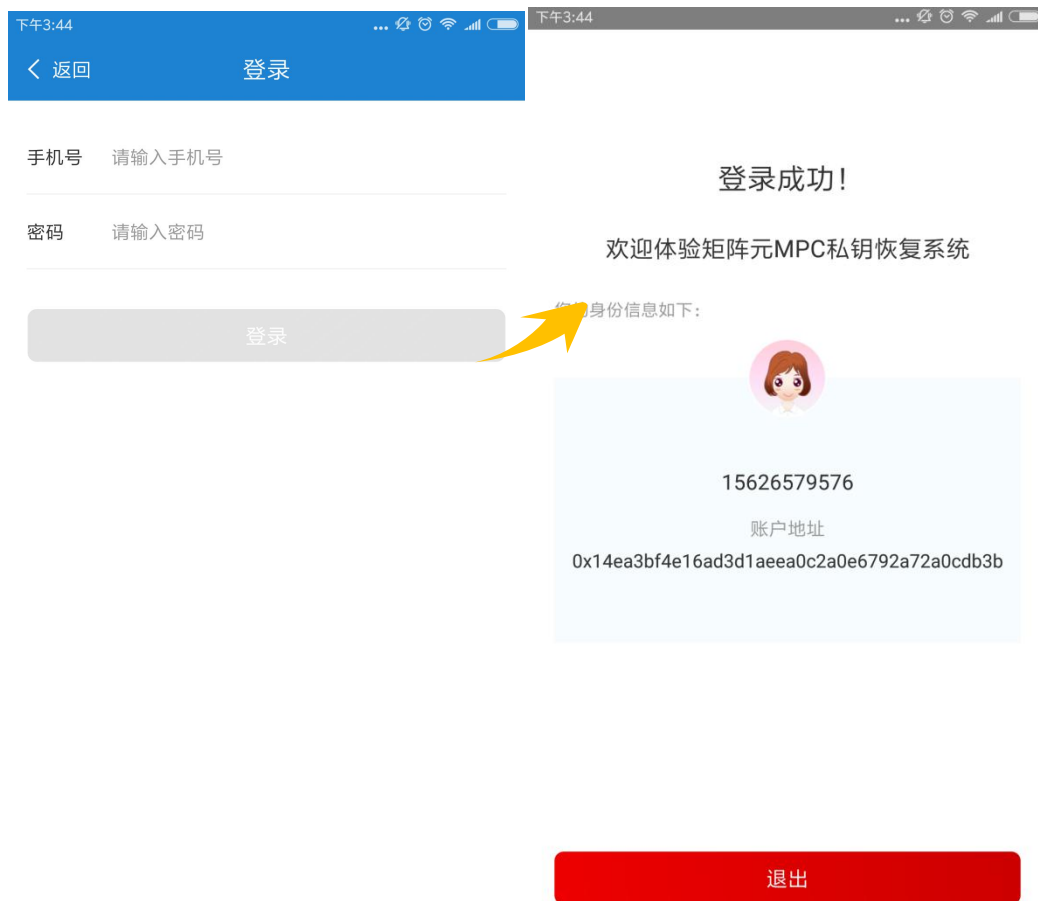 下午3:44
返回
登录
手机号 请输入手机号
密码 请输入密码
登录
下午3:44
登录成功!
欢迎体验矩阵元MPC私钥恢复系统
身份信息如下:
15626579576
账户地址
0x14ea3bf4e16ad3d1aeea0c2a0e6792a72a0cdb3b
退出